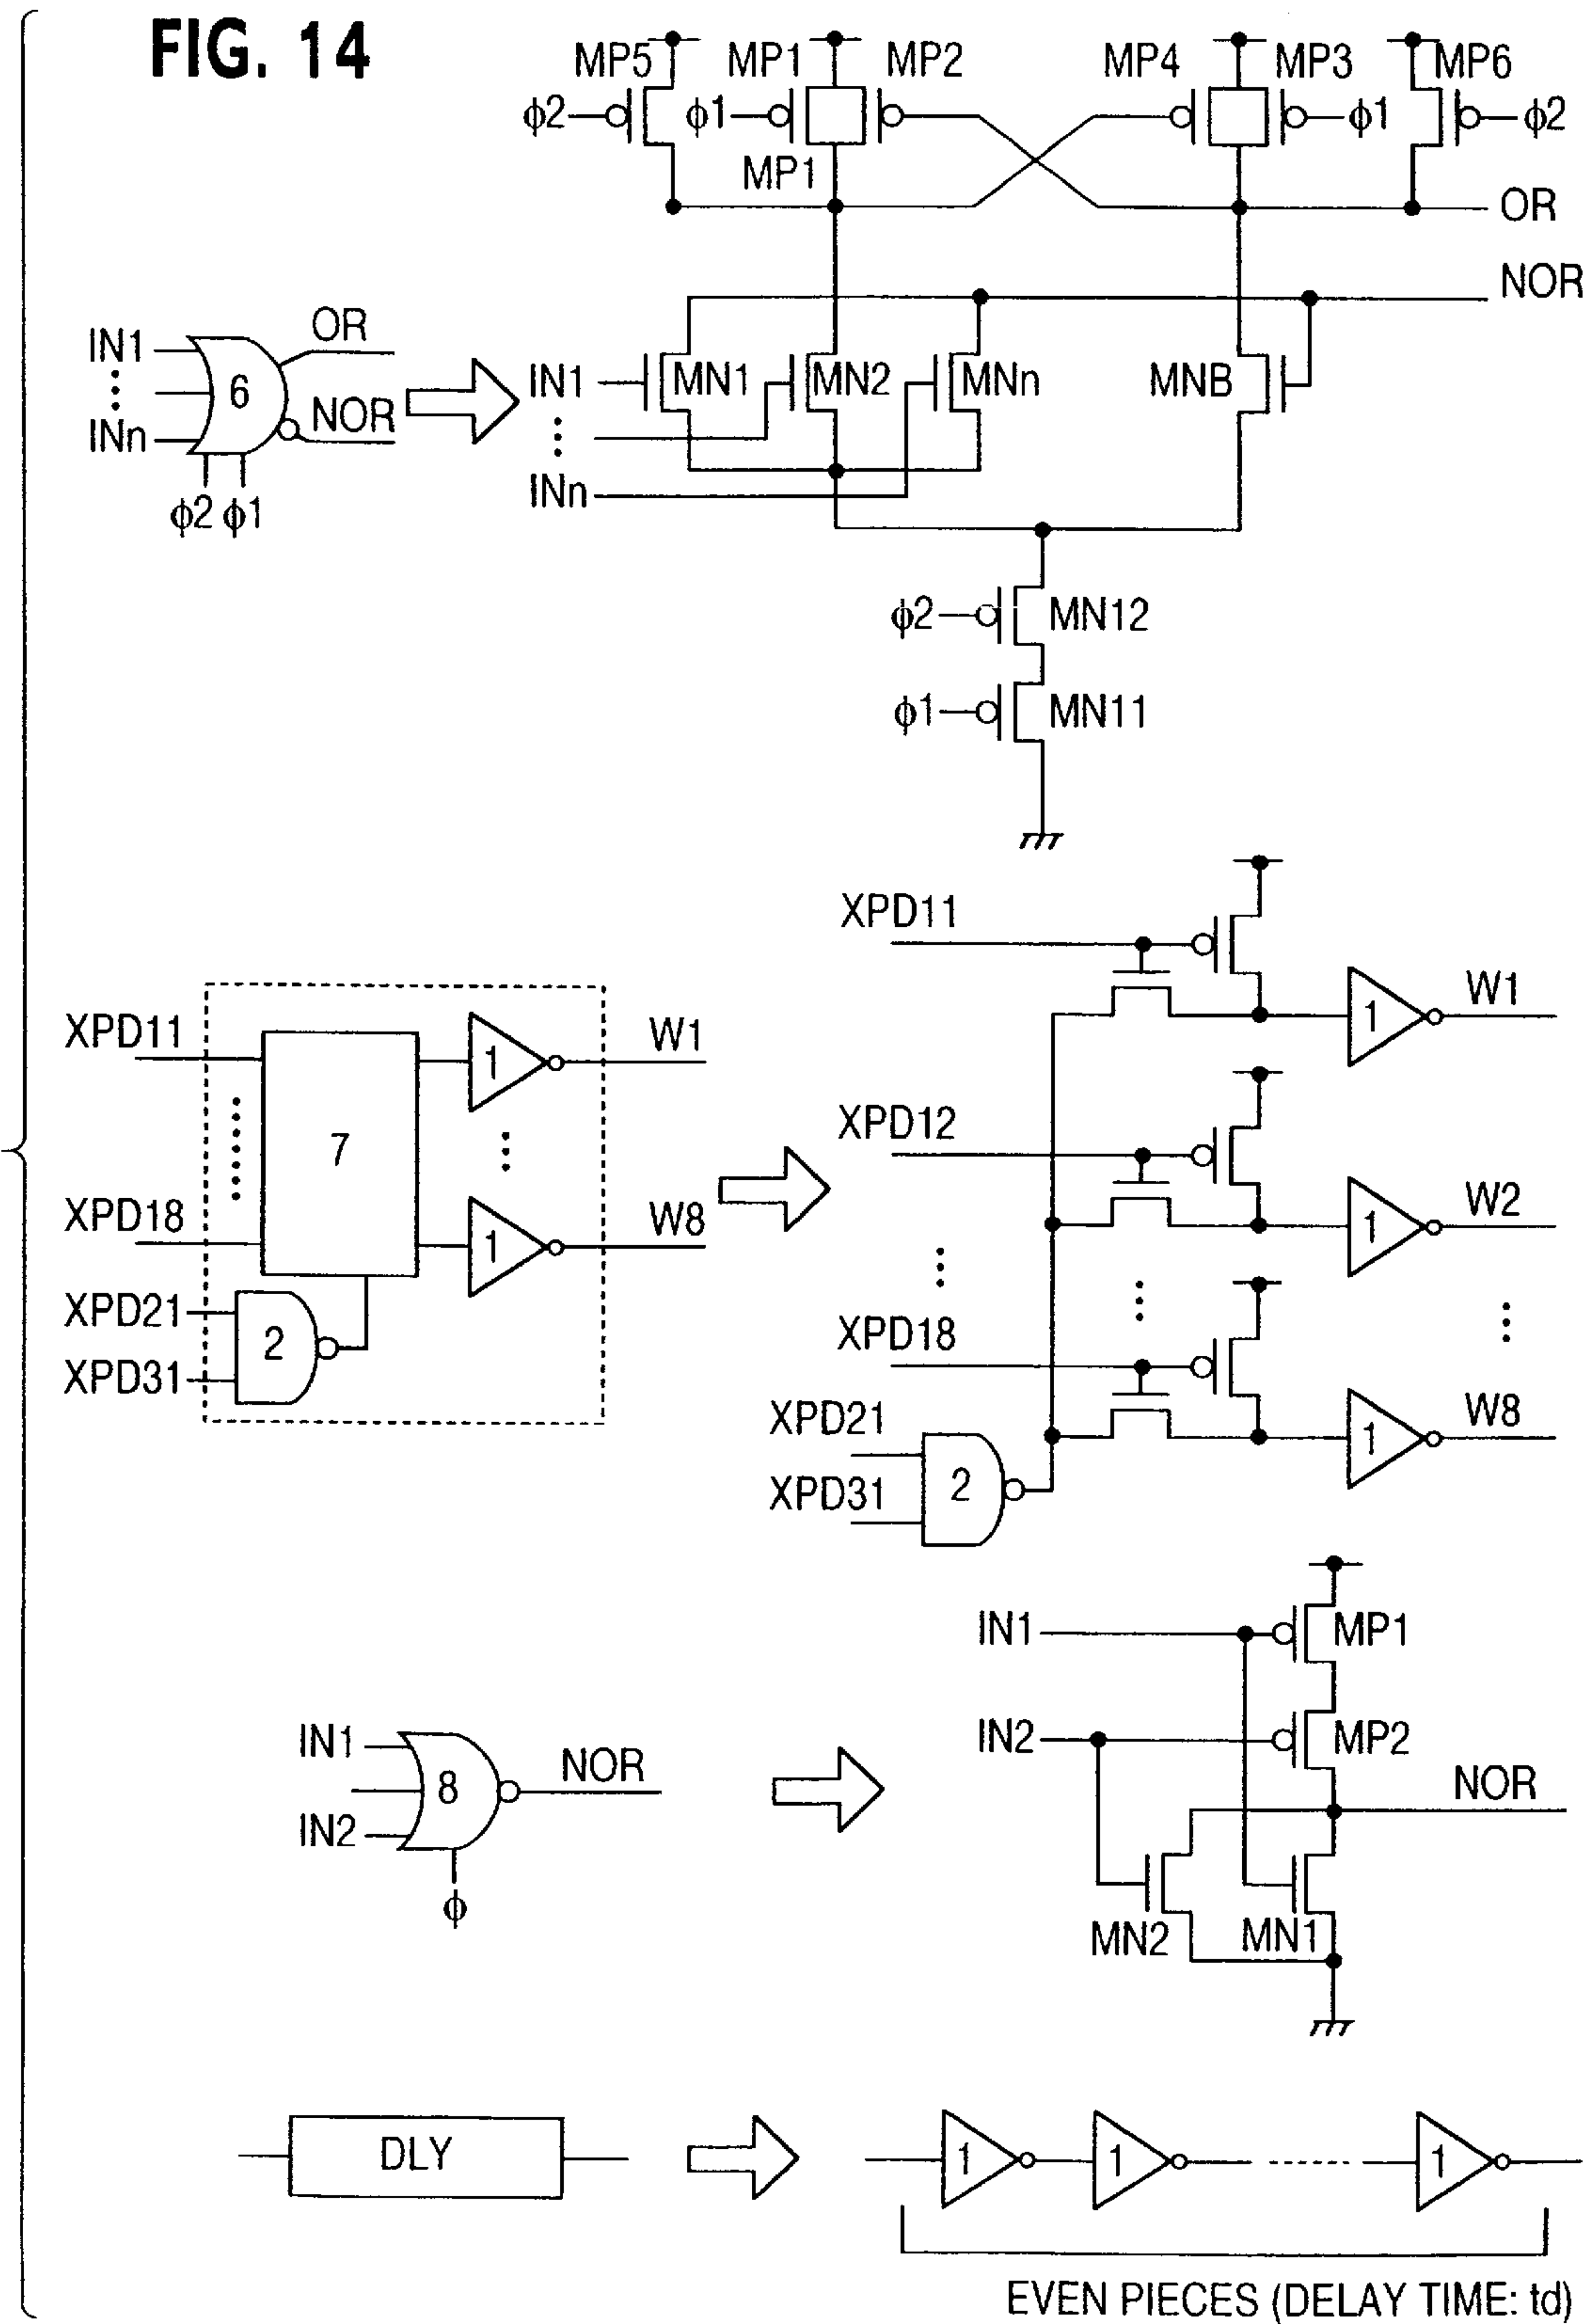 FIG. 14
MP5 MP1 MP2 MP4 MP3 MP6
ϕ2 ϕ1 ϕ1 ϕ2
MP1
OR
NOR
IN1 OR
6
INn NOR
ϕ2 ϕ1
IN1 MN1 MN2 MNn MNB
INn
ϕ2 MN12
ϕ1 MN11
XPD11 1 W1
XPD18 7 1 W8
XPD21
2
XPD31
XPD11
1 W1
XPD12
1 W2
XPD18
1 W8
XPD21
2
XPD31
IN1
8 NOR
IN2
ϕ
IN1 MP1
IN2 MP2
NOR
MN2 MN1
DLY
1 1 1
EVEN PIECES (DELAY TIME: td)